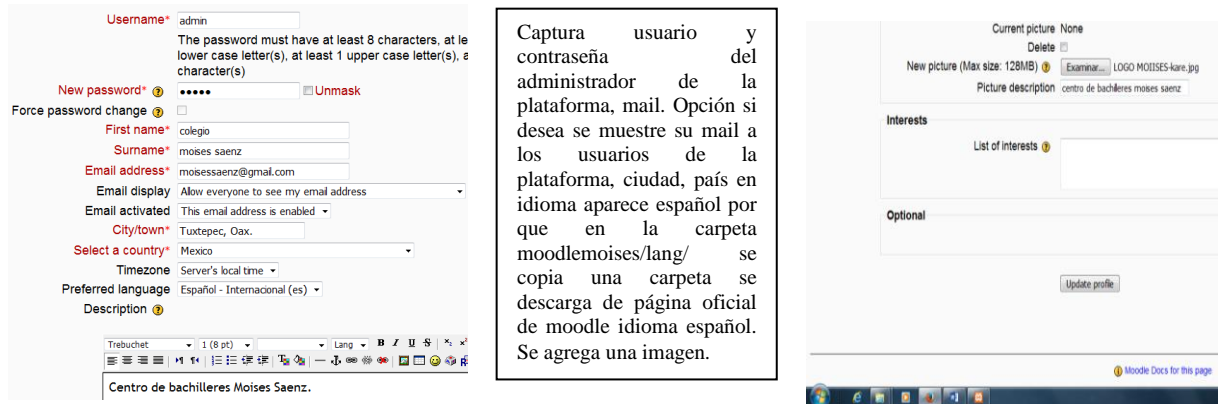 Username* admin
The password must have at least 8 characters, at le
lower case letter(s), at least 1 upper case letter(s), a
character(s)
New password* ••••• Unmask
Force password change
First name* colegio
Surname* moises saenz
Email address* moisessaenz@gmail.com
Email display Allow everyone to see my email address
Email activated This email address is enabled
City/town* Tuxtepec, Oax.
Select a country* Mexico
Timezone Server's local time
Preferred language Español - Internacional (es)
Description
Trebuchet 1 (8 pt) Lang B I U S
Centro de bachilleres Moises Saenz.
Captura usuario y
contraseña del
administrador de la
plataforma, mail. Opción si
desea se muestre su mail a
los usuarios de la
plataforma, ciudad, país en
idioma aparece español por
que en la carpeta
moodlemoises/lang/ se
copia una carpeta se
descarga de página oficial
de moodle idioma español.
Se agrega una imagen.
Current picture None
Delete
New picture (Max size: 128MB) Examinar... LOGO MOIISES-kare.jpg
Picture description centro de bachilleres moises saenz
Interests
List of interests
Optional
Update profile
Moodle Docs for this page